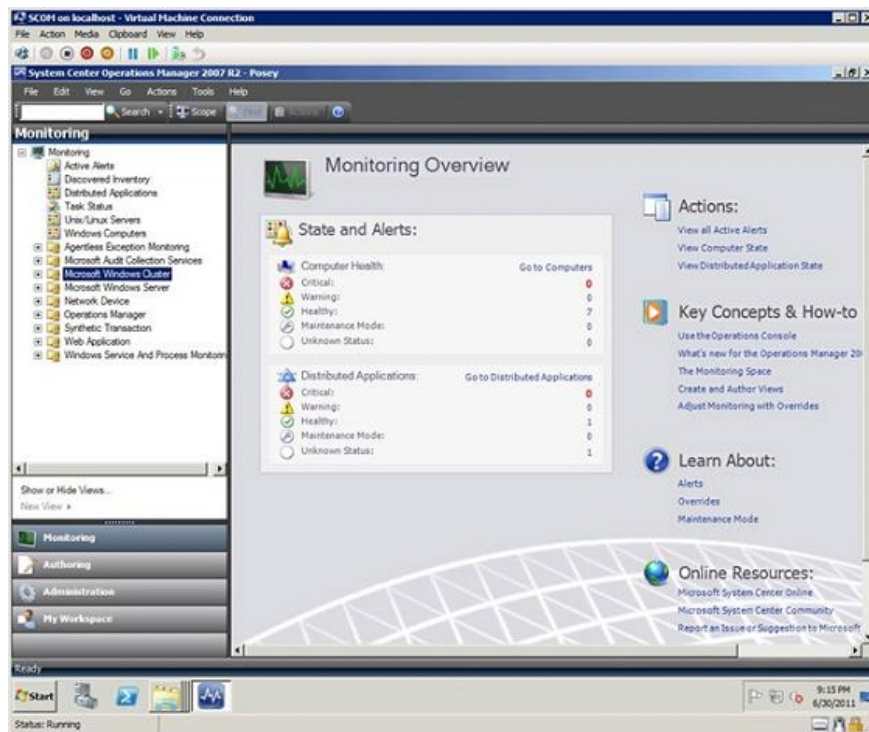 SCOM on localhost - Virtual Machine Connection
File Action Media Clipboard View Help
System Center Operations Manager 2007 R2 - Posey
File Edit View Go Actions Tools Help
Search Scope Find Actions
Monitoring
Monitoring
Active Alerts
Discovered Inventory
Distributed Applications
Task Status
Unix/Linux Servers
Windows Computers
Agentless Exception Monitoring
Microsoft Audit Collection Services
Microsoft Windows Cluster
Microsoft Windows Server
Network Device
Operations Manager
Synthetic Transaction
Web Application
Windows Service And Process Monitorin
Show or Hide Views...
New View
Monitoring
Authoring
Administration
My Workspace
Monitoring Overview
State and Alerts:
Computer Health: Go to Computers
Critical: 0
Warning: 0
Healthy: 7
Maintenance Mode: 0
Unknown Status: 0
Distributed Applications: Go to Distributed Applications
Critical: 0
Warning: 0
Healthy: 1
Maintenance Mode: 0
Unknown Status: 1
Actions:
View all Active Alerts
View Computer State
View Distributed Application State
Key Concepts & How-to
Use the Operations Console
What's new for the Operations Manager 20
The Monitoring Space
Create and Author Views
Adjust Monitoring with Overrides
Learn About:
Alerts
Overrides
Maintenance Mode
Online Resources:
Microsoft System Center Online
Microsoft System Center Community
Report an Issue or Suggestion to Microsoft
Ready
Start
9:15 PM
6/30/2011
Status: Running